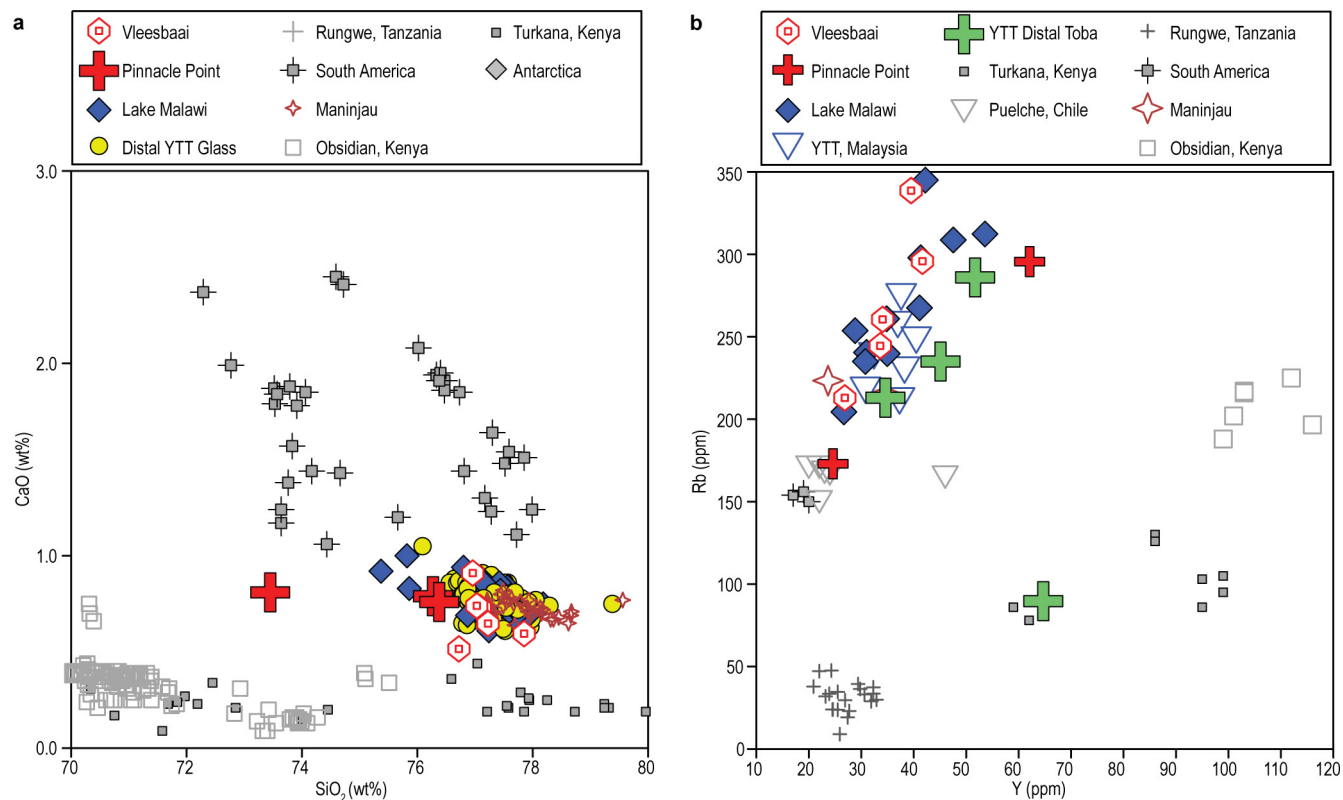 a
Vleesbaai
Rungwe, Tanzania
Turkana, Kenya
Pinnacle Point
South America
Antarctica
Lake Malawi
Maninjau
Distal YTT Glass
Obsidian, Kenya
3.0
2.0
1.0
0.0
CaO (wt%)
70 72 74 76 78 80
SiO₂ (wt%)
b
Vleesbaai
YTT Distal Toba
Rungwe, Tanzania
Pinnacle Point
Turkana, Kenya
South America
Lake Malawi
Puelche, Chile
Maninjau
YTT, Malaysia
Obsidian, Kenya
350
300
250
200
150
100
50
0
Rb (ppm)
10 20 30 40 50 60 70 80 90 100 110 120
Y (ppm)